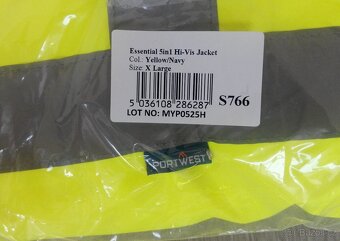 Essential 5in1 Hi-Vis Jacket
Col.: Yellow/Navy
Size: X Large
5 036108 286287
S766
LOT NO: MYP0525H
PORTWEST